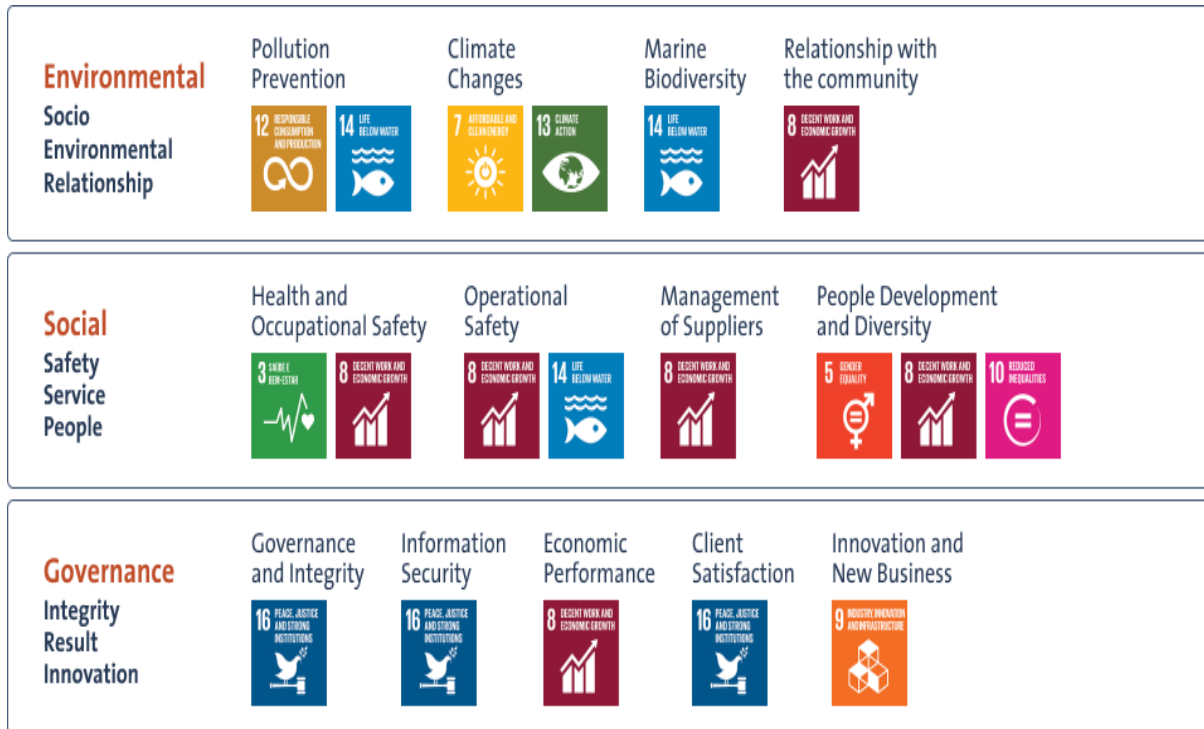 Environmental
Socio
Environmental
Relationship
Pollution
Prevention
12 RESPONSIBLE
CONSUMPTION
AND PRODUCTION
14 LIFE
BELOW WATER
Climate
Changes
7 AFFORDABLE AND
CLEAN ENERGY
13 CLIMATE
ACTION
Marine
Biodiversity
14 LIFE
BELOW WATER
Relationship with
the community
8 DECENT WORK AND
ECONOMIC GROWTH
Social
Safety
Service
People
Health and
Occupational Safety
3 SAÚDE E
BEM-ESTAR
8 DECENT WORK AND
ECONOMIC GROWTH
Operational
Safety
8 DECENT WORK AND
ECONOMIC GROWTH
14 LIFE
BELOW WATER
Management
of Suppliers
8 DECENT WORK AND
ECONOMIC GROWTH
People Development
and Diversity
5 GENDER
EQUALITY
8 DECENT WORK AND
ECONOMIC GROWTH
10 REDUCED
INEQUALITIES
Governance
Integrity
Result
Innovation
Governance
and Integrity
16 PEACE, JUSTICE
AND STRONG
INSTITUTIONS
Information
Security
16 PEACE, JUSTICE
AND STRONG
INSTITUTIONS
Economic
Performance
8 DECENT WORK AND
ECONOMIC GROWTH
Client
Satisfaction
16 PEACE, JUSTICE
AND STRONG
INSTITUTIONS
Innovation and
New Business
9 INDUSTRY, INNOVATION
AND INFRASTRUCTURE